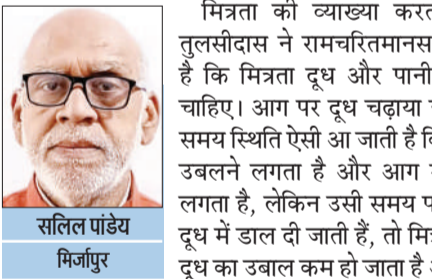 मित्रता की व्याख्या करत
तुलसीदास ने रामचरितमानस
है कि मित्रता दूध और पानी
चाहिए। आग पर दूध चढ़ाया
समय स्थिति ऐसी आ जाती है
उबलने लगता है और आग
लगता है, लेकिन उसी समय
दूध में डाल दी जाती हैं, तो
दूध का उबाल कम हो जाता है
सलिल पांडेय
मिर्जापुर